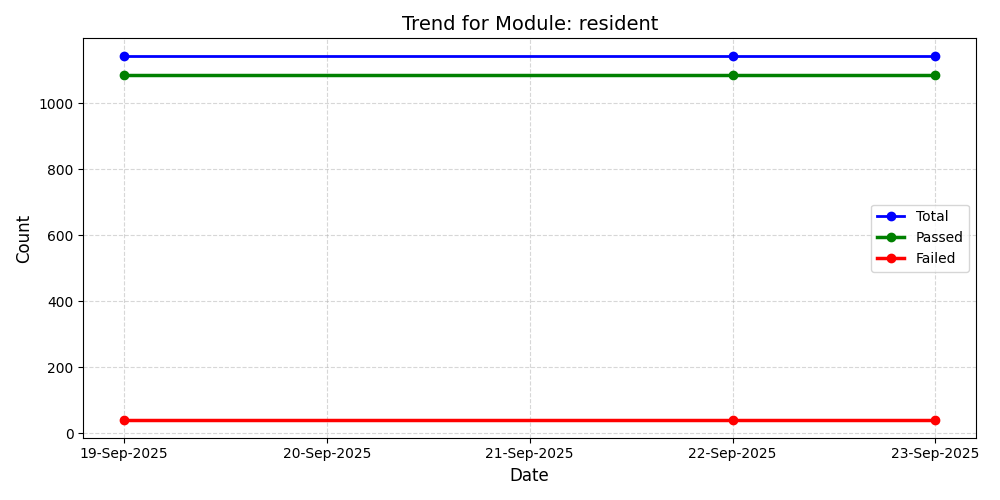 Trend for Module: resident
Count
1000
800
600
400
200
0
Total
Passed
Failed
19-Sep-2025
20-Sep-2025
21-Sep-2025
22-Sep-2025
23-Sep-2025
Date